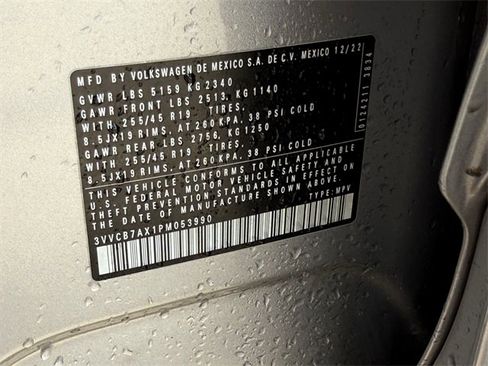 MFD BY VOLKSWAGEN DE MEXICO S.A. DE C.V. MEXICO 12/22
GVWR LBS 5159 KG 2340
GAWR FRONT LBS 2513, KG 1140
WITH 255/45 R19 TIRES.
8.5JX19 RIMS. AT.260KPA. 38 PSI COLD
GAWR REAR LBS 2756, KG 1250
WITH 255/45 R19 TIRES.
8.5JX19 RIMS. AT.260KPA. 38 PSI COLD
THIS VEHICLE CONFORMS TO ALL APPLICABLE
U.S. FEDERAL MOTOR VEHICLE SAFETY AND
THEFT PREVENTION STANDARDS IN EFFECT ON
THE DATE OF MANUFACTURE SHOWN ABOVE.
3VVCB7AX1PM053990 TYPE: MPV